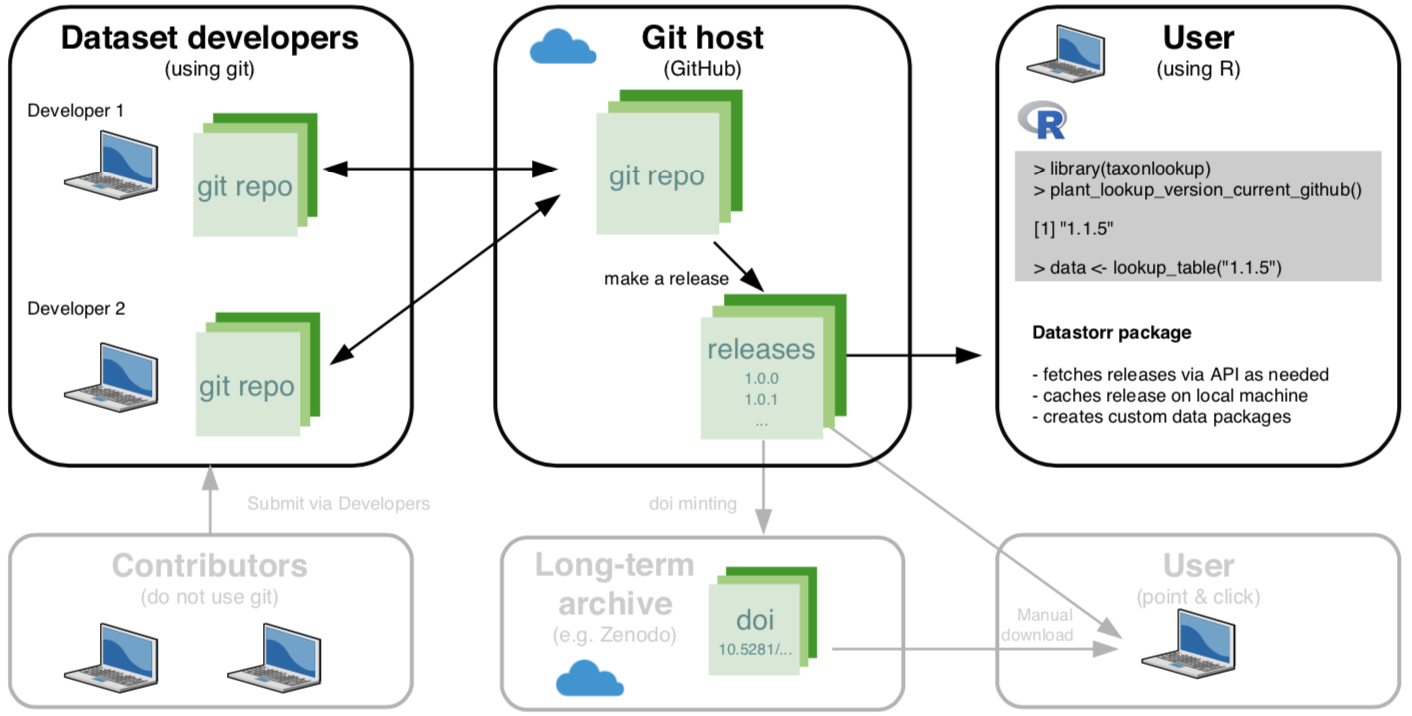 Dataset developers
(using git)
Developer 1
git repo
Developer 2
git repo
Git host
(GitHub)
git repo
make a release
releases
1.0.0
1.0.1
...
User
(using R)
R
> library(taxonlookup)
> plant_lookup_version_current_github()
[1] "1.1.5"
> data <- lookup_table("1.1.5")
Datastorr package
- fetches releases via API as needed
- caches release on local machine
- creates custom data packages
Submit via Developers
doi minting
Contributors
(do not use git)
Long-term
archive
(e.g. Zenodo)
doi
10.5281/...
Manual
download
User
(point & click)